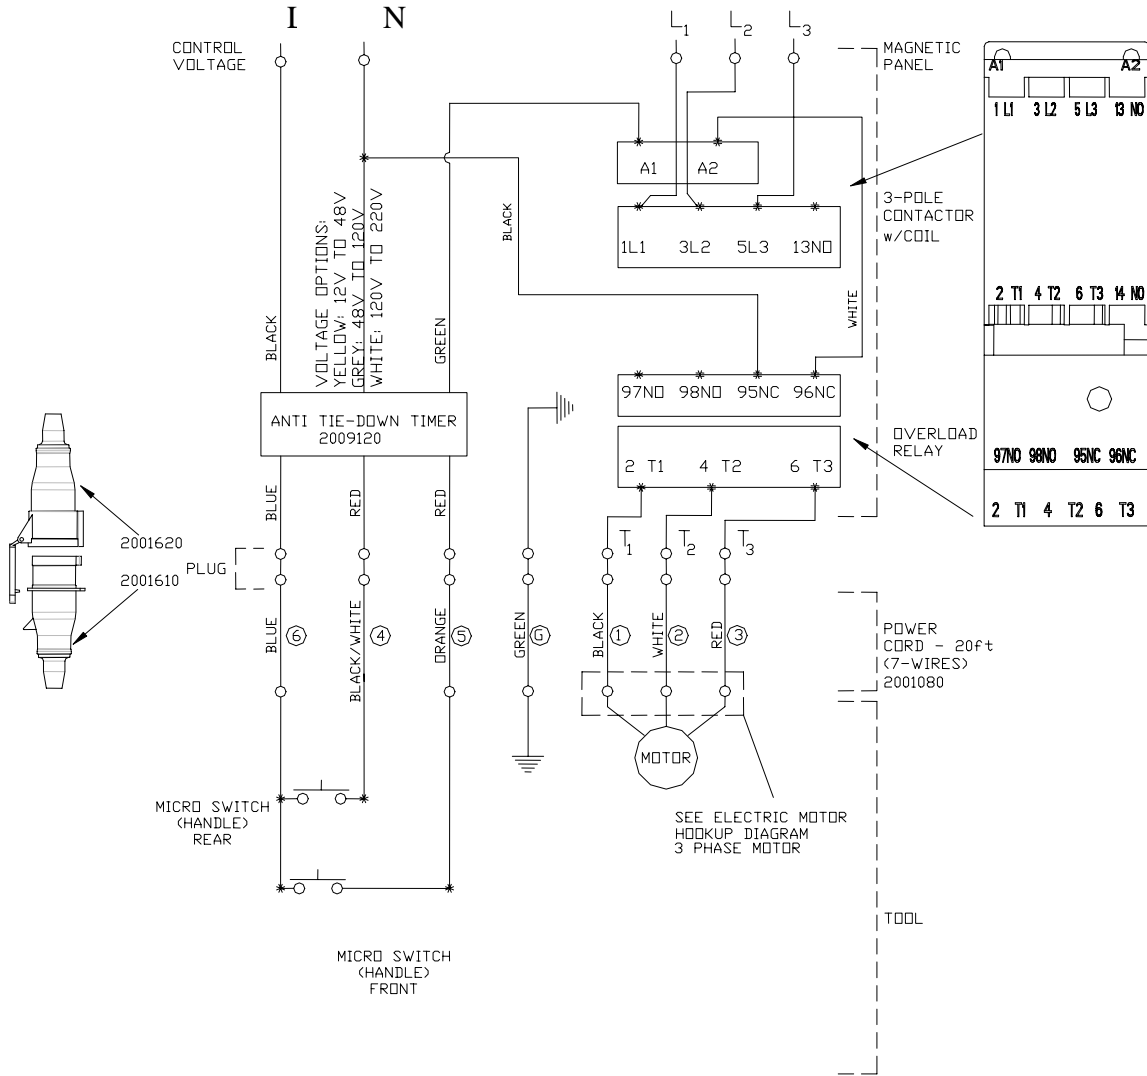 I N
CONTROL
VOLTAGE
L1 L2 L3
MAGNETIC
PANEL
A1 A2
1 L1 3 L2 5 L3 13 NO
A1 A2
3-POLE
CONTACTOR
W/COIL
1L1 3L2 5L3 13NO
BLACK
VOLTAGE OPTIONS:
YELLOW: 12V TO 48V
GREY: 48V TO 120V
WHITE: 120V TO 220V
BLACK
GREEN
WHITE
2 T1 4 T2 6 T3 14 NO
97NO 98NO 95NC 96NC
ANTI TIE-DOWN TIMER
2009120
OVERLOAD
RELAY
2 T1 4 T2 6 T3
97NO 98NO 95NC 96NC
2 T1 4 T2 6 T3
BLUE
RED
RED
2001620
2001610
PLUG
T1 T2 T3
BLUE 6
BLACK/WHITE 4
ORANGE 5
GREEN G
BLACK 1
WHITE 2
RED 3
POWER
CORD - 20ft
(7-WIRES)
2001080
MOTOR
MICRO SWITCH
(HANDLE)
REAR
SEE ELECTRIC MOTOR
HOOKUP DIAGRAM
3 PHASE MOTOR
TOOL
MICRO SWITCH
(HANDLE)
FRONT